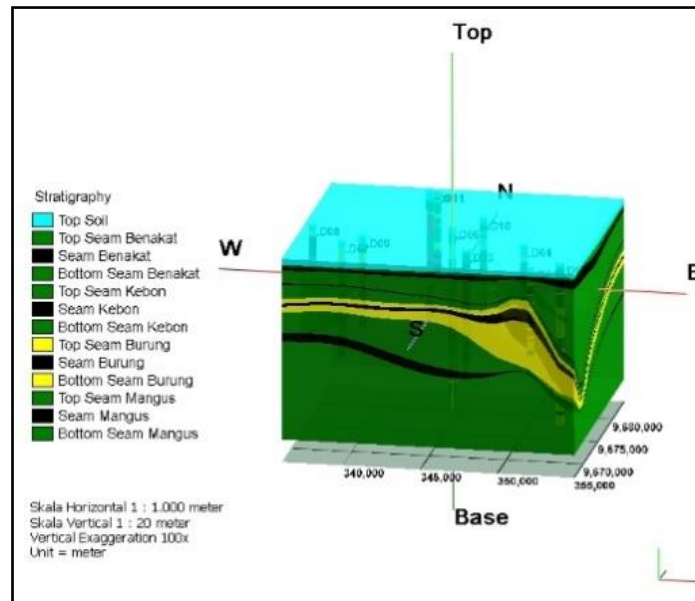 Top
N
W
E
S
Stratigraphy
Top Soil
Top Seam Benakat
Seam Benakat
Bottom Seam Benakat
Top Seam Kebon
Seam Kebon
Bottom Seam Kebon
Top Seam Burung
Seam Burung
Bottom Seam Burung
Top Seam Mangus
Seam Mangus
Bottom Seam Mangus
9,680,000
9,675,000
9,670,000
340,000
345,000
350,000
355,000
Base
Skala Horizontal 1 : 1.000 meter
Skala Vertical 1 : 20 meter
Vertical Exaggeration 100x
Unit = meter